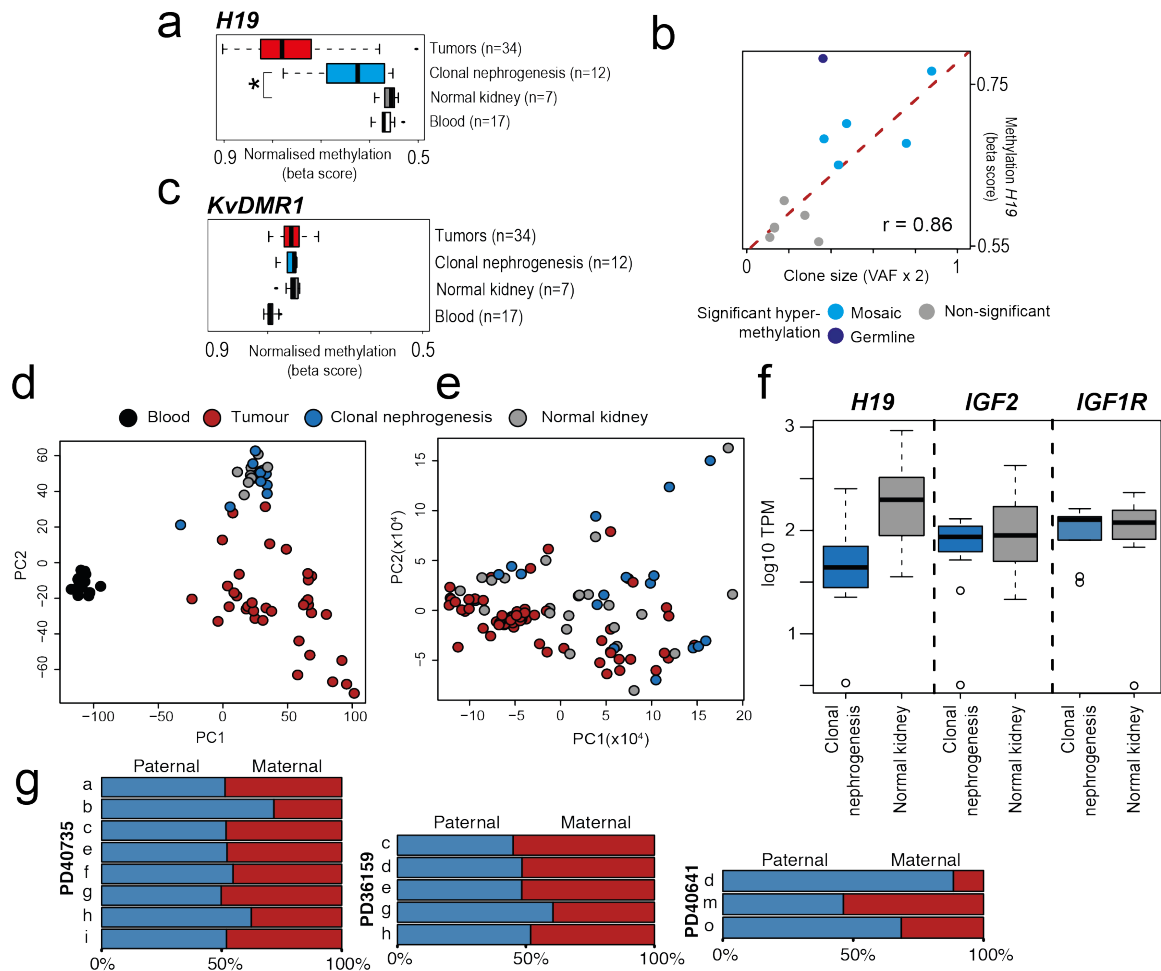 a
H19
Tumors (n=34)
Clonal nephrogenesis (n=12)
Normal kidney (n=7)
Blood (n=17)
*
0.9
Normalised methylation
(beta score)
0.5
b
0.75
0.55
Methylation H19
(beta score)
r = 0.86
0
1
Clone size (VAF x 2)
Significant hyper-
methylation
Mosaic
Non-significant
Germline
c
KvDMR1
Tumors (n=34)
Clonal nephrogenesis (n=12)
Normal kidney (n=7)
Blood (n=17)
0.9
Normalised methylation
(beta score)
0.5
d
e
Blood
Tumour
Clonal nephrogenesis
Normal kidney
60
40
20
0
−20
−40
−60
PC2
−100
−50
0
50
100
PC1
15
10
5
0
−5
PC2(x10⁴)
−10
−5
0
5
10
15
20
PC1(x10⁴)
f
H19
IGF2
IGF1R
3
2
1
log10 TPM
Clonal
nephrogenesis
Normal kidney
Clonal
nephrogenesis
Normal kidney
Clonal
nephrogenesis
Normal kidney
g
Paternal Maternal
PD40735
a
b
c
e
f
g
h
i
0% 50% 100%
Paternal Maternal
PD36159
c
d
e
g
h
0% 50% 100%
Paternal Maternal
PD40641
d
m
o
0% 50% 100%